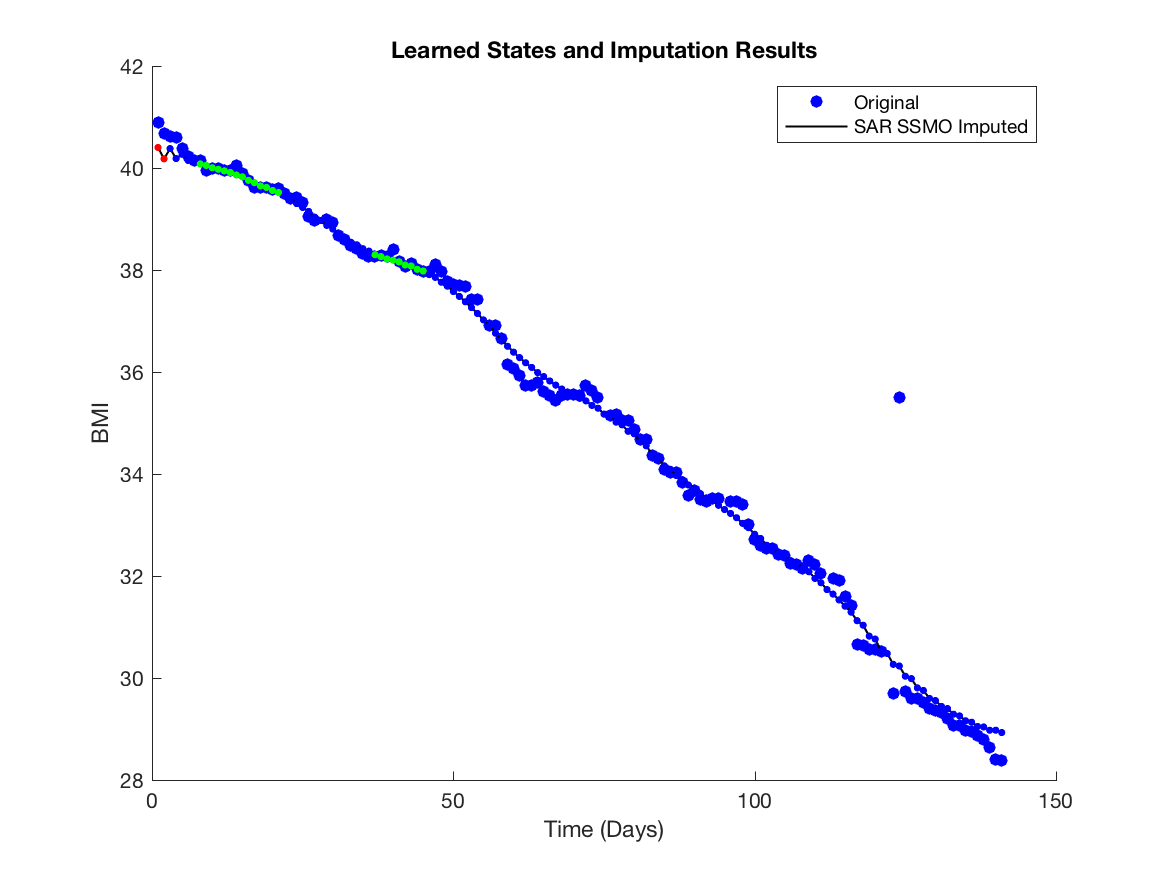 Learned States and Imputation Results
Original
SAR SSMO Imputed
42
40
38
36
34
32
30
28
BMI
0
50
100
150
Time (Days)